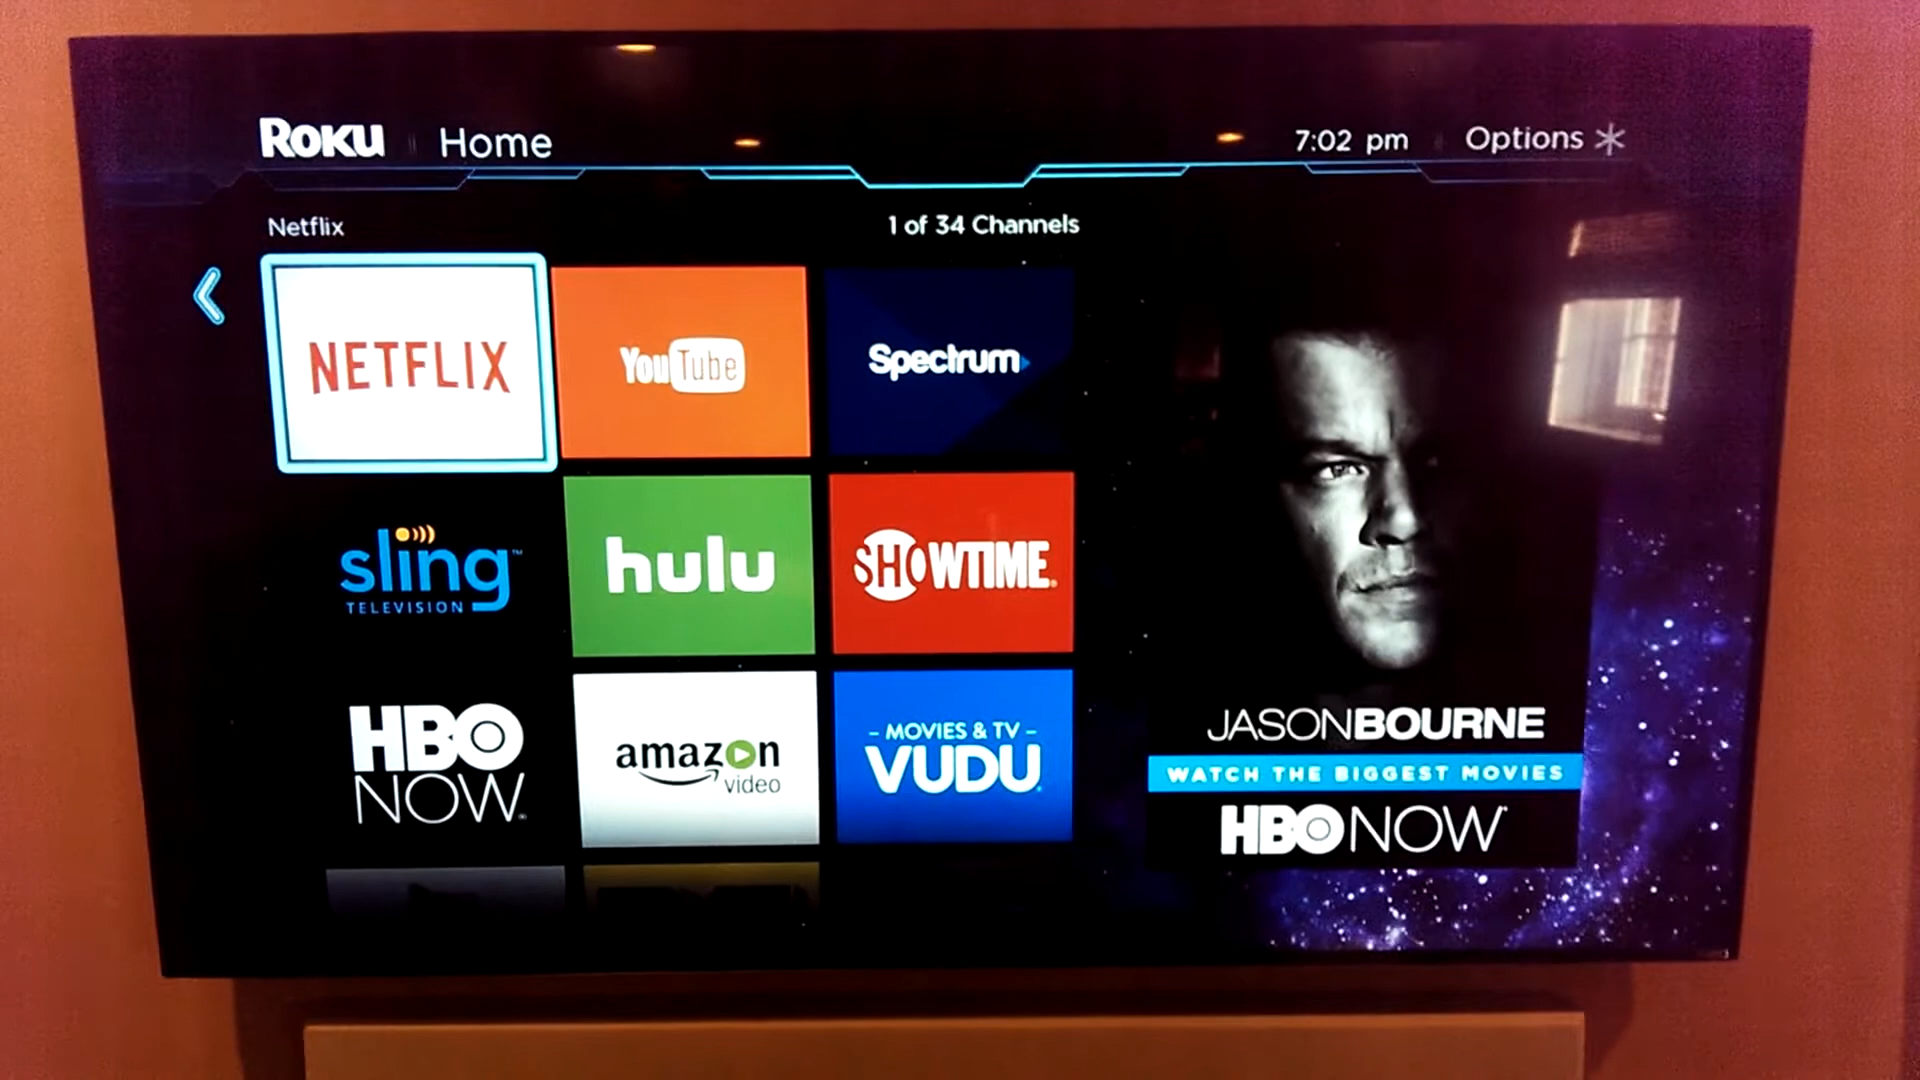 Roku Home 7:02 pm Options *
Netflix 1 of 34 Channels
NETFLIX
YouTube
Spectrum
sling
TELEVISION
™
hulu
SHOWTIME®
HBO
NOW®
amazon
video
- MOVIES & TV -
VUDU
JASONBOURNE
WATCH THE BIGGEST MOVIES
HBONOW